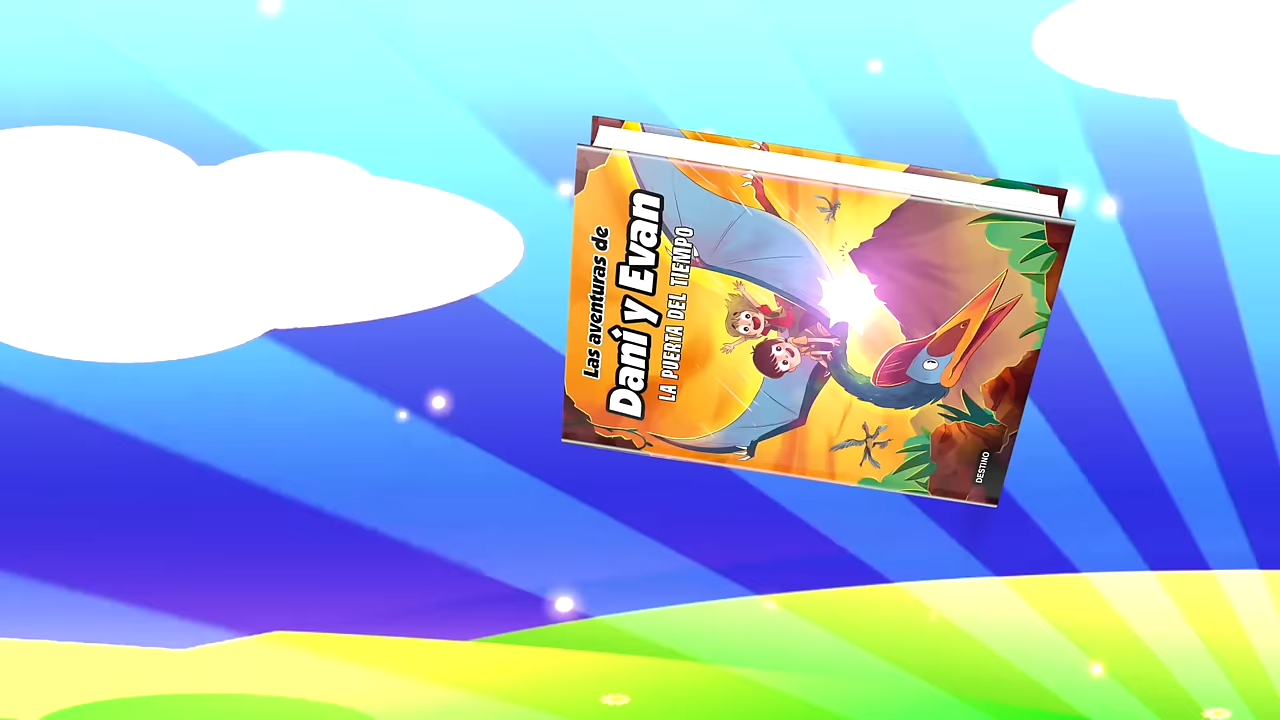 Las aventuras de
Dani y Evan
LA PUERTA DEL TIEMPO
DESTINO